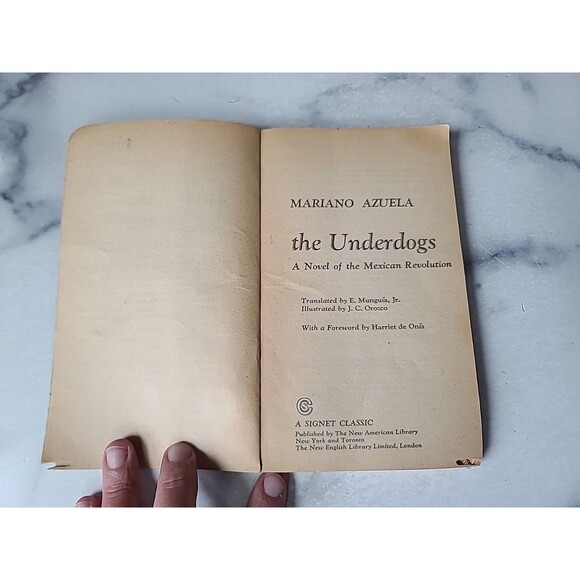 MARIANO AZUELA
the Underdogs
A Novel of the Mexican Revolution
Translated by E. Munguía, Jr.
Illustrated by J. C. Orozco
With a Foreword by Harriet de Onís
A SIGNET CLASSIC
Published by The New American Library
New York and Toronto
The New English Library Limited, London